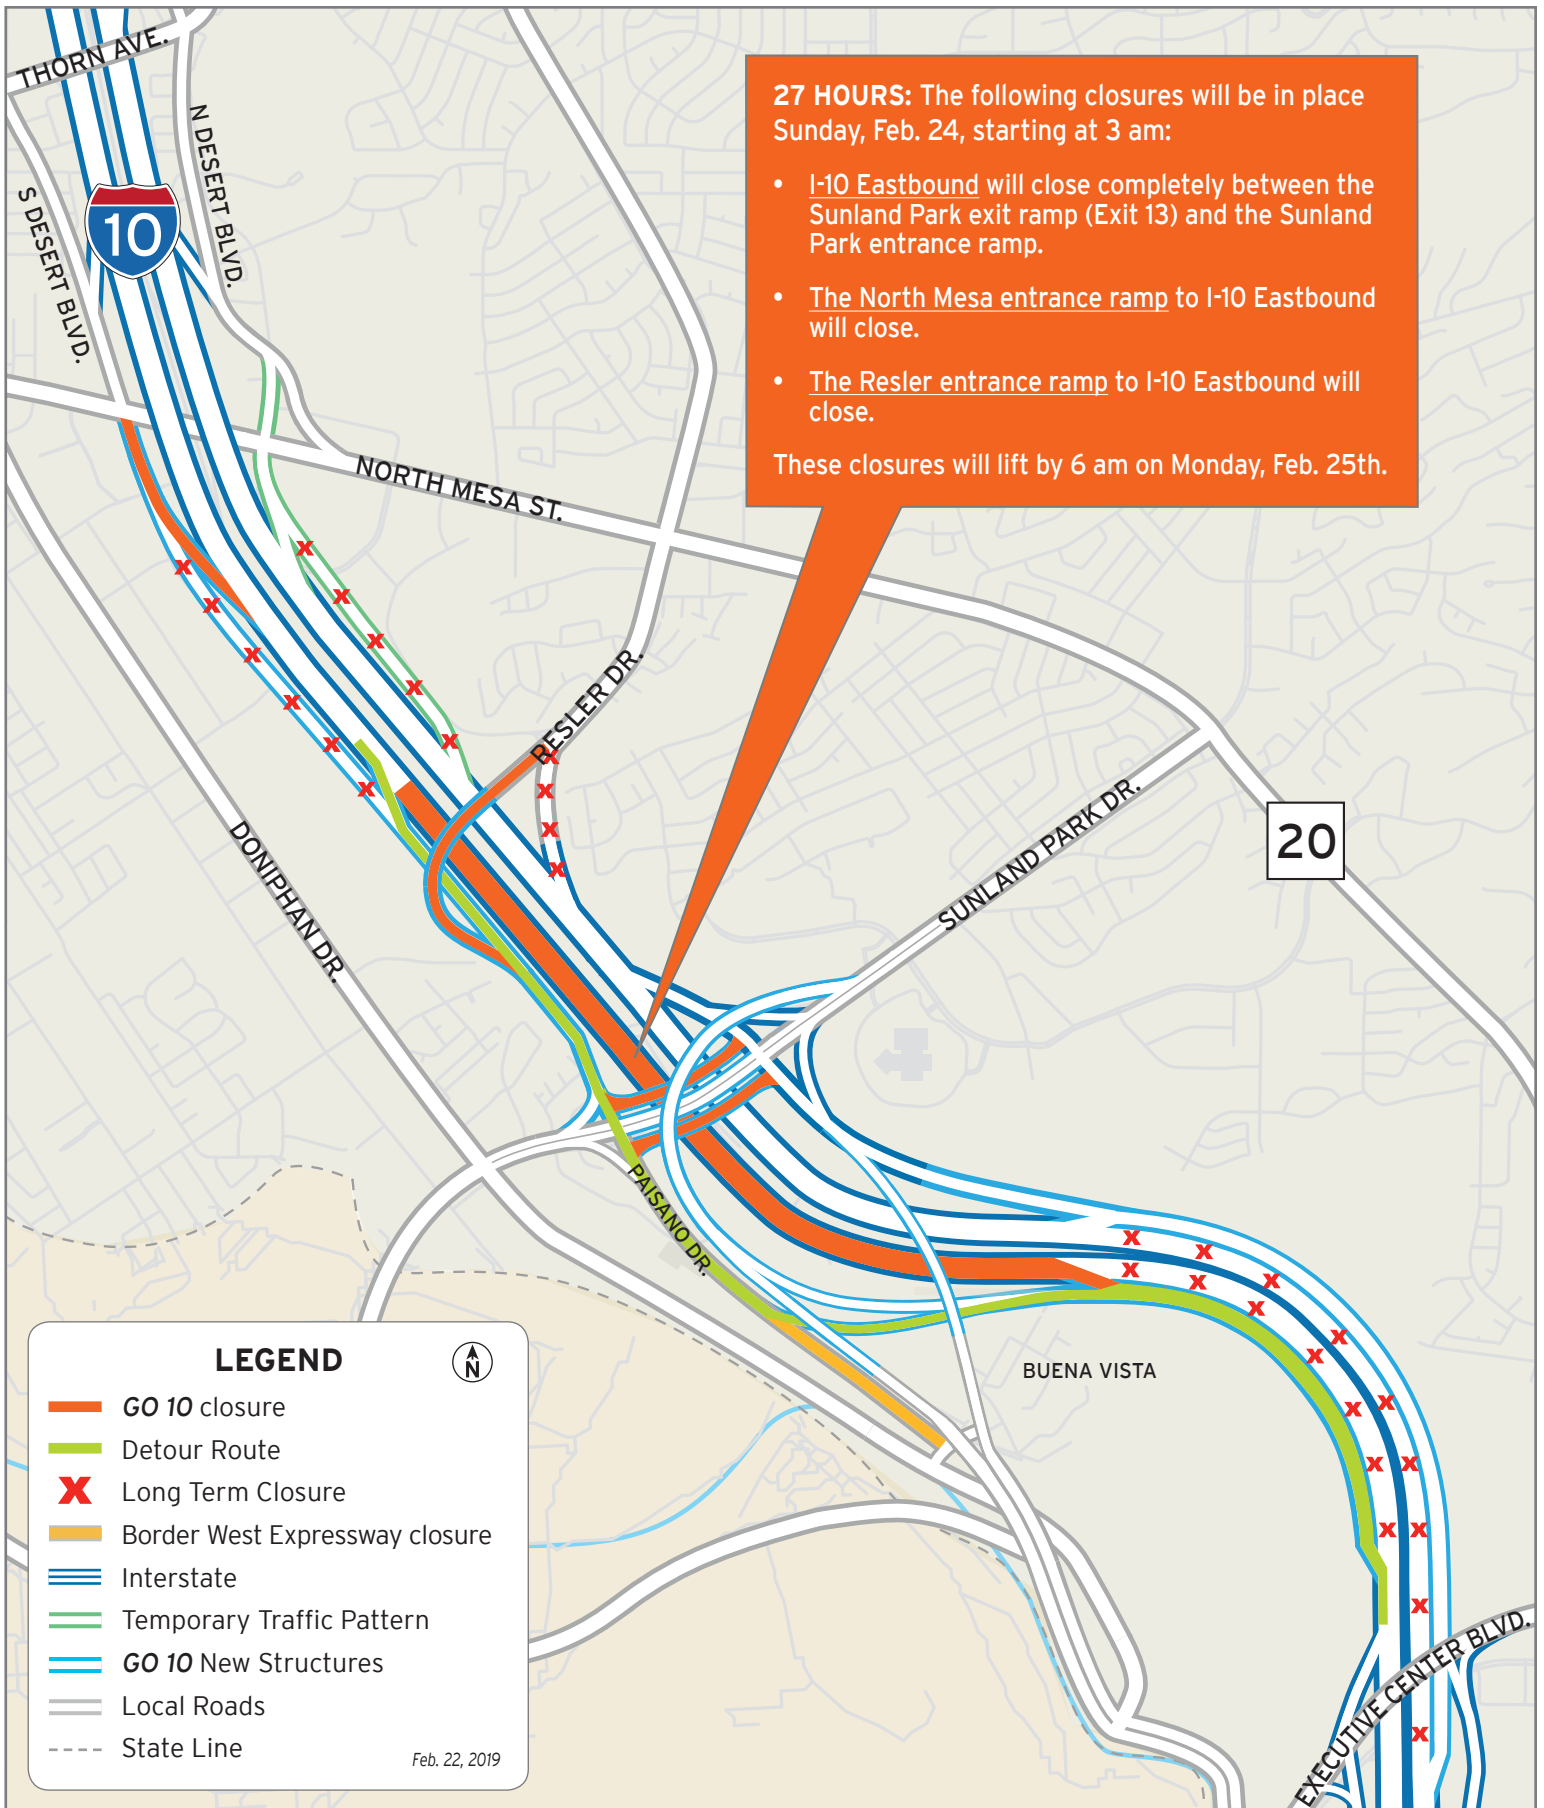 THORN AVE.
N DESERT BLVD.
S DESERT BLVD.
10
27 HOURS: The following closures will be in place
Sunday, Feb. 24, starting at 3 am:
• I-10 Eastbound will close completely between the
Sunland Park exit ramp (Exit 13) and the Sunland
Park entrance ramp.
• The North Mesa entrance ramp to I-10 Eastbound
will close.
• The Resler entrance ramp to I-10 Eastbound will
close.
These closures will lift by 6 am on Monday, Feb. 25th.
NORTH MESA ST.
RESLER DR.
SUNLAND PARK DR.
20
DONIPHAN DR.
PAISANO DR.
BUENA VISTA
EXECUTIVE CENTER BLVD.
LEGEND
N
GO 10 closure
Detour Route
X Long Term Closure
Border West Expressway closure
Interstate
Temporary Traffic Pattern
GO 10 New Structures
Local Roads
State Line
Feb. 22, 2019